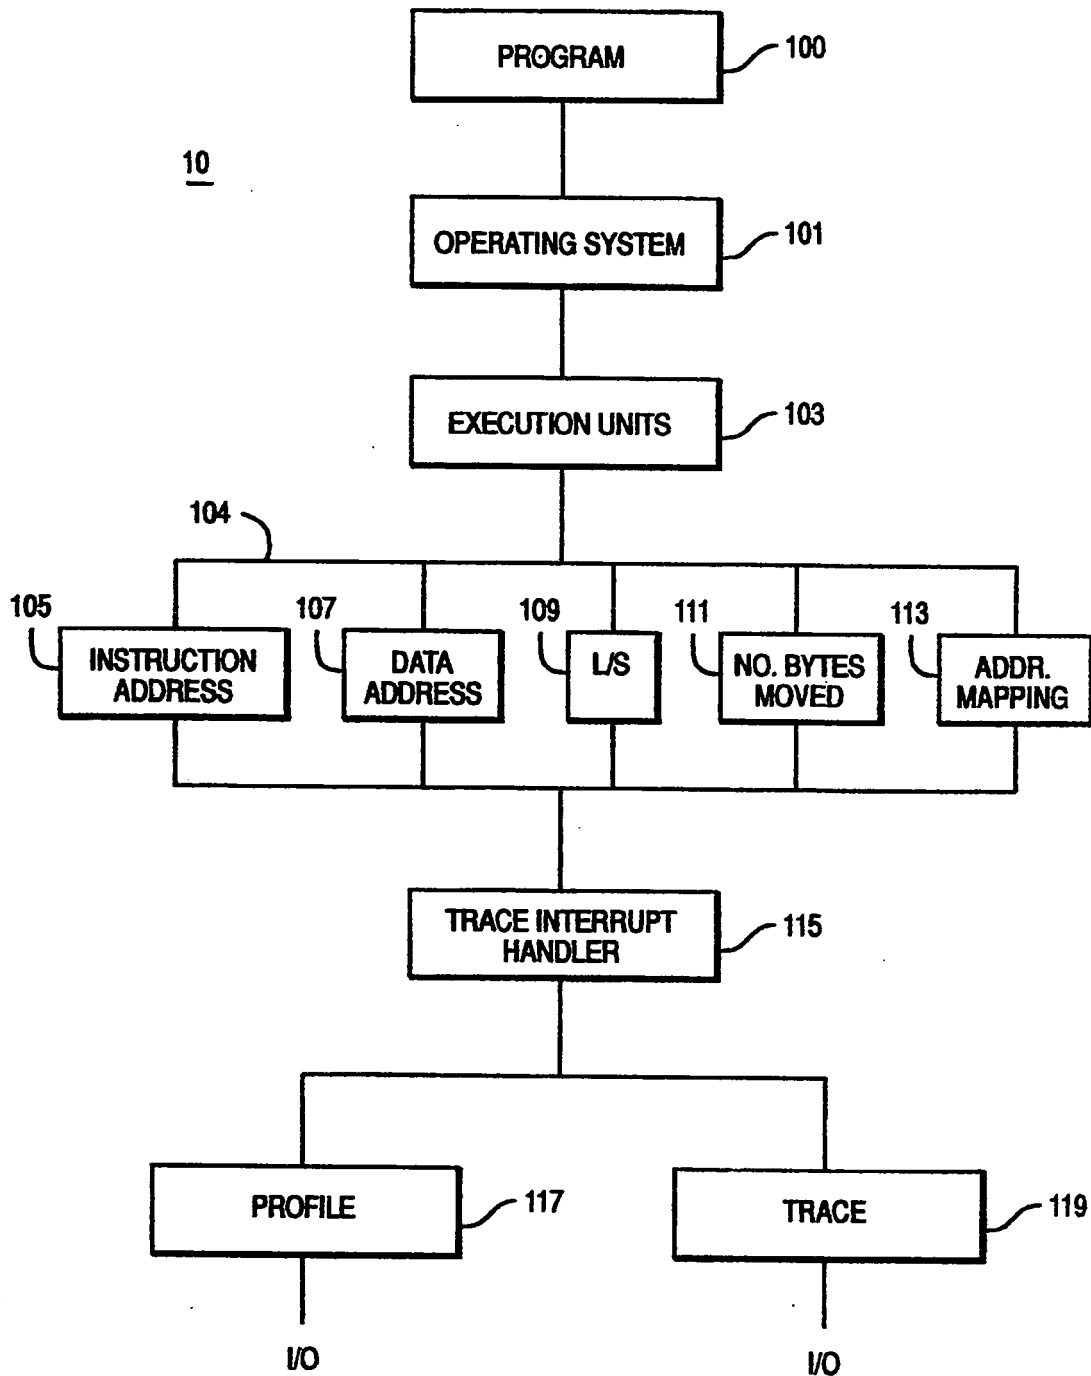 PROGRAM
100
10
OPERATING SYSTEM
101
EXECUTION UNITS
103
104
105
INSTRUCTION
ADDRESS
107
DATA
ADDRESS
109
L/S
111
NO. BYTES
MOVED
113
ADDR.
MAPPING
TRACE INTERRUPT
HANDLER
115
PROFILE
117
TRACE
119
I/O
I/O